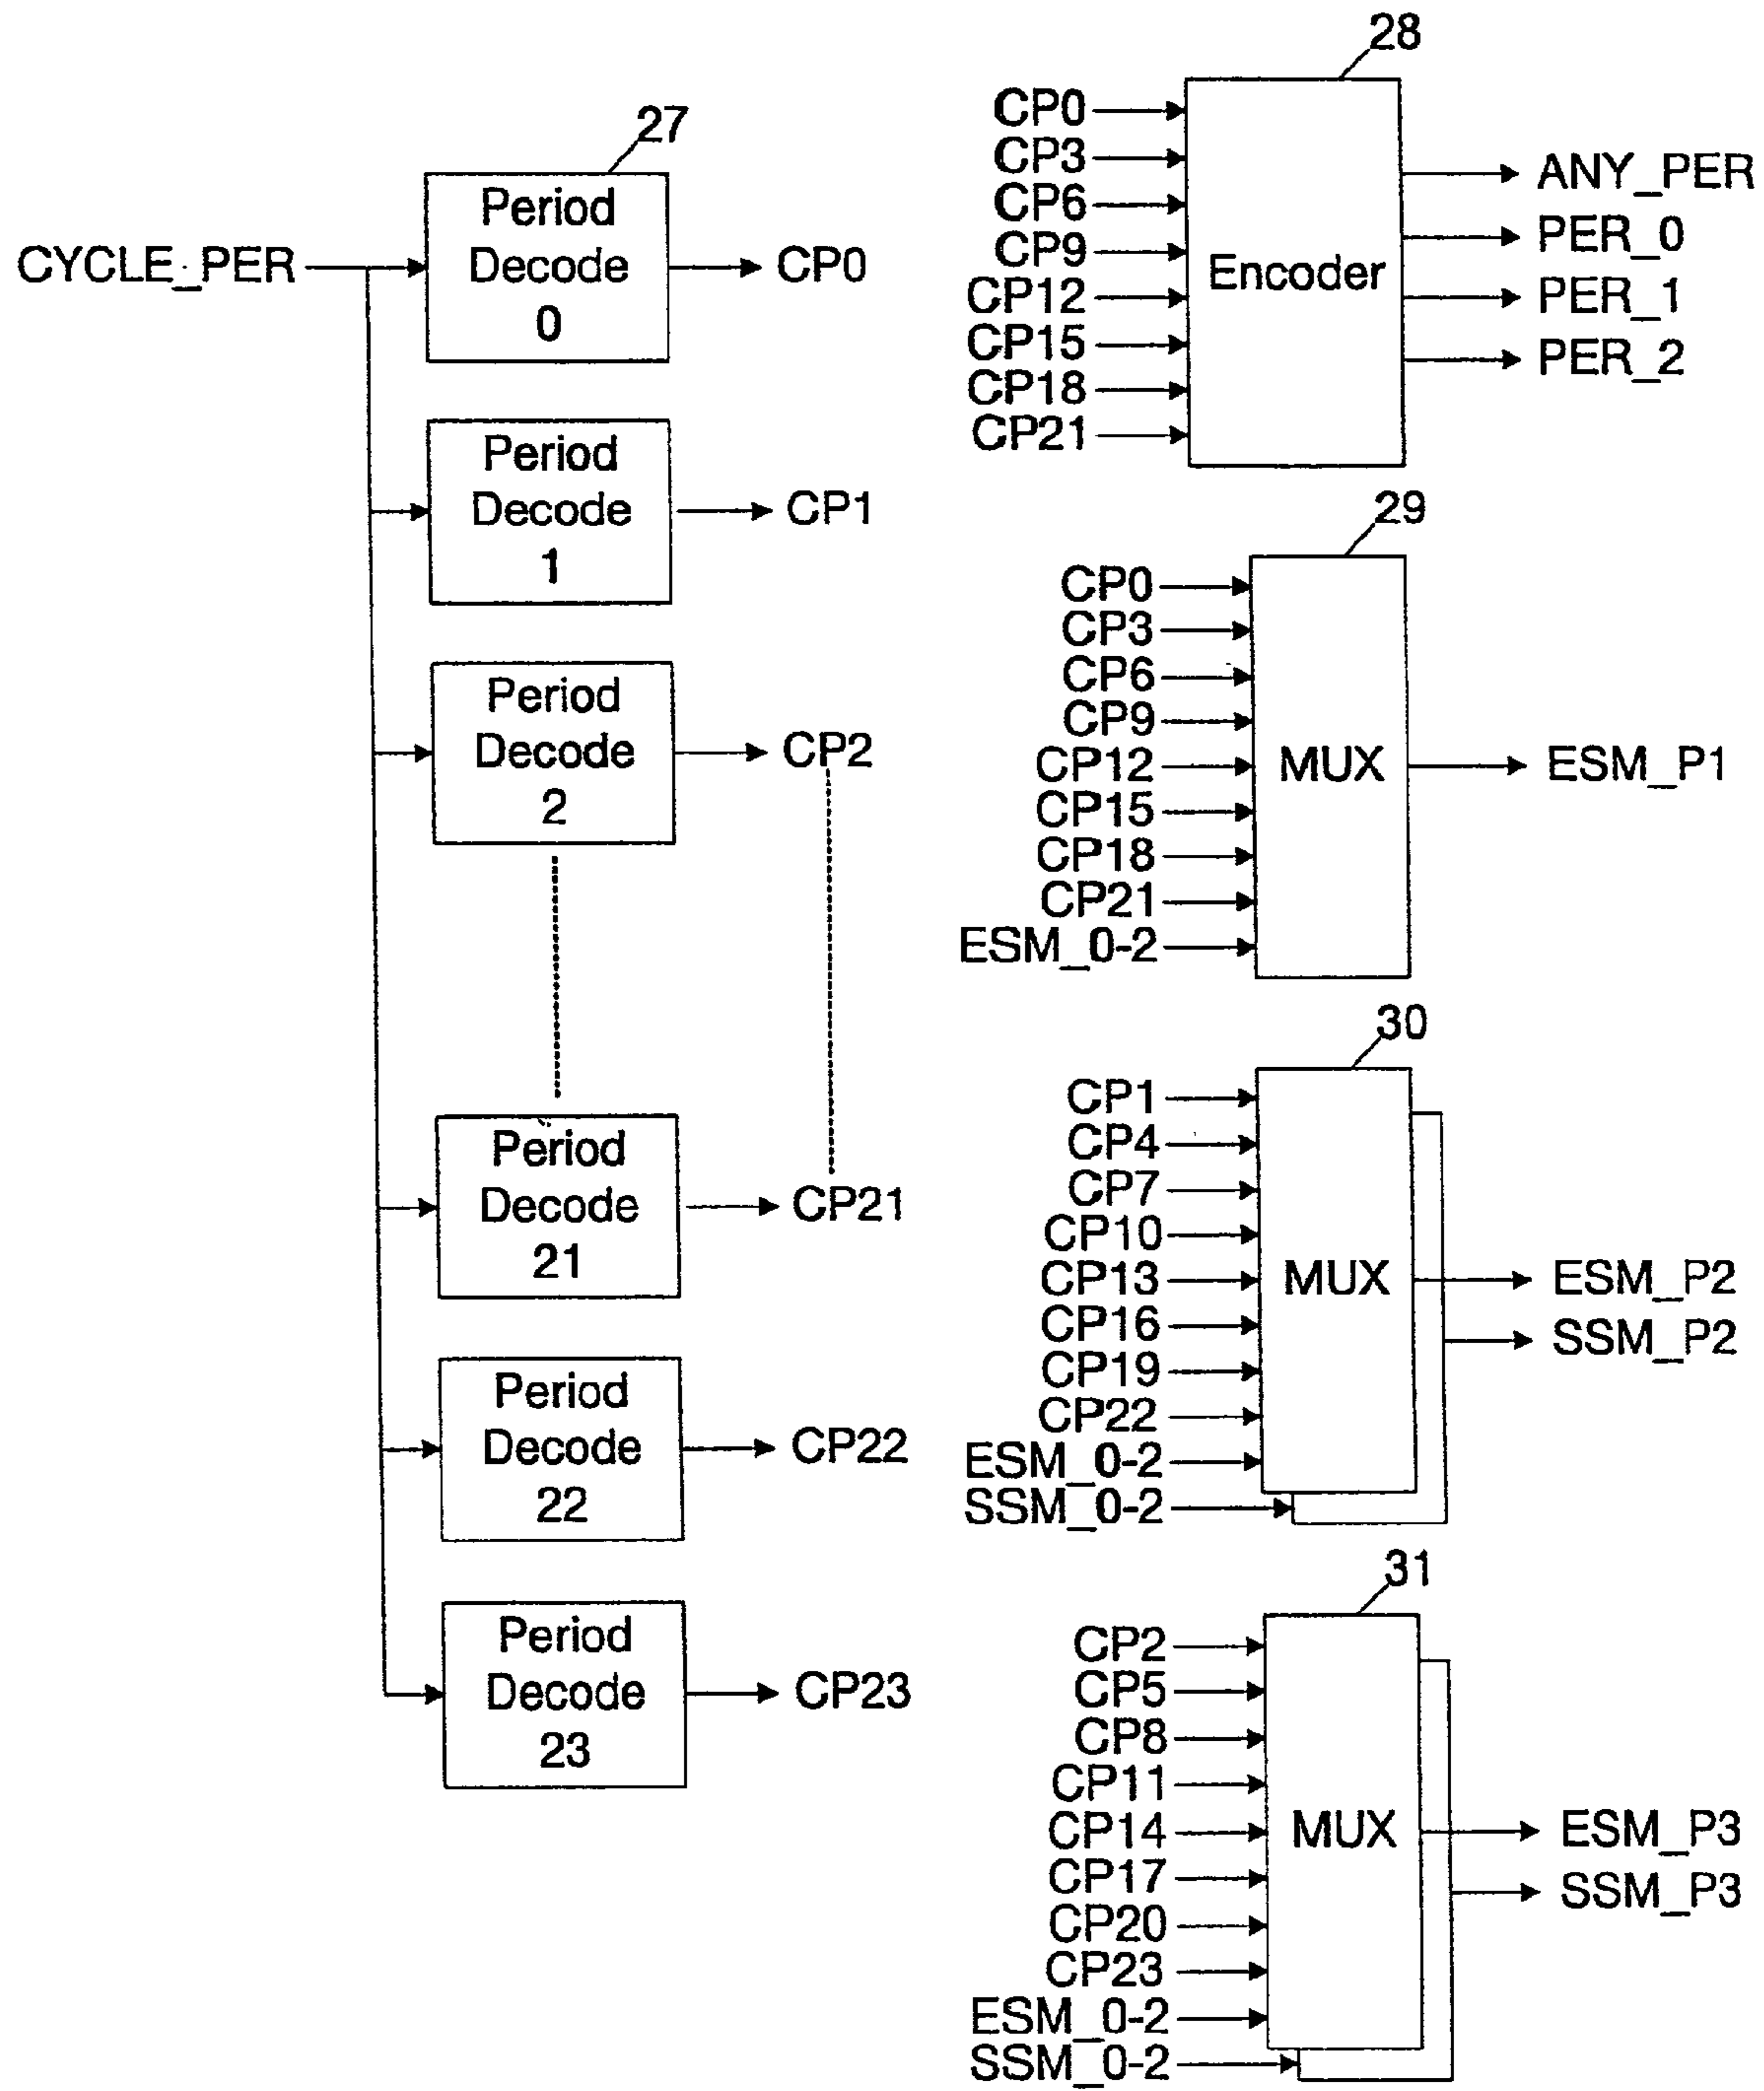 27
CYCLE_PER
Period
Decode
0
CP0
Period
Decode
1
CP1
Period
Decode
2
CP2
Period
Decode
21
CP21
Period
Decode
22
CP22
Period
Decode
23
CP23
28
CP0
CP3
CP6
CP9
CP12
CP15
CP18
CP21
Encoder
ANY_PER
PER_0
PER_1
PER_2
29
CP0
CP3
CP6
CP9
CP12
CP15
CP18
CP21
ESM_0-2
MUX
ESM_P1
30
CP1
CP4
CP7
CP10
CP13
CP16
CP19
CP22
ESM_0-2
SSM_0-2
MUX
ESM_P2
SSM_P2
31
CP2
CP5
CP8
CP11
CP14
CP17
CP20
CP23
ESM_0-2
SSM_0-2
MUX
ESM_P3
SSM_P3